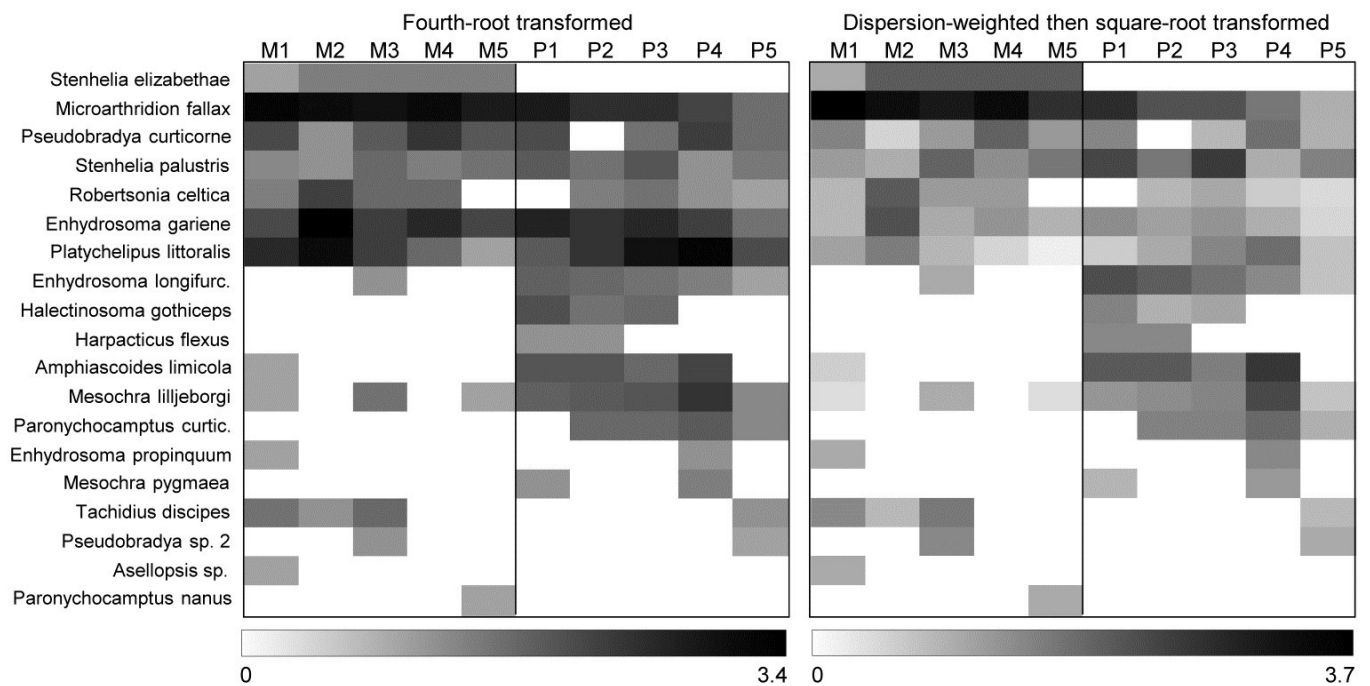 Fourth-root transformed
Dispersion-weighted then square-root transformed
M1 M2 M3 M4 M5 P1 P2 P3 P4 P5
M1 M2 M3 M4 M5 P1 P2 P3 P4 P5
Stenhelia elizabethae
Microarthridion fallax
Pseudobradya curticorne
Stenhelia palustris
Robertsonia celtica
Enhydrosoma gariene
Platychelipus littoralis
Enhydrosoma longifurc.
Halectinosoma gothiceps
Harpacticus flexus
Amphiascoides limicola
Mesochra lilljeborgi
Paronychocamptus curtic.
Enhydrosoma propinquum
Mesochra pygmaea
Tachidius discipes
Pseudobradya sp. 2
Asellopsis sp.
Paronychocamptus nanus
0 3.4
0 3.7